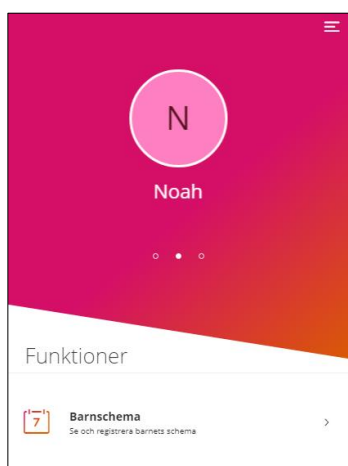 N
Noah
Funktioner
7
Barnschema
Se och registrera barnets schema